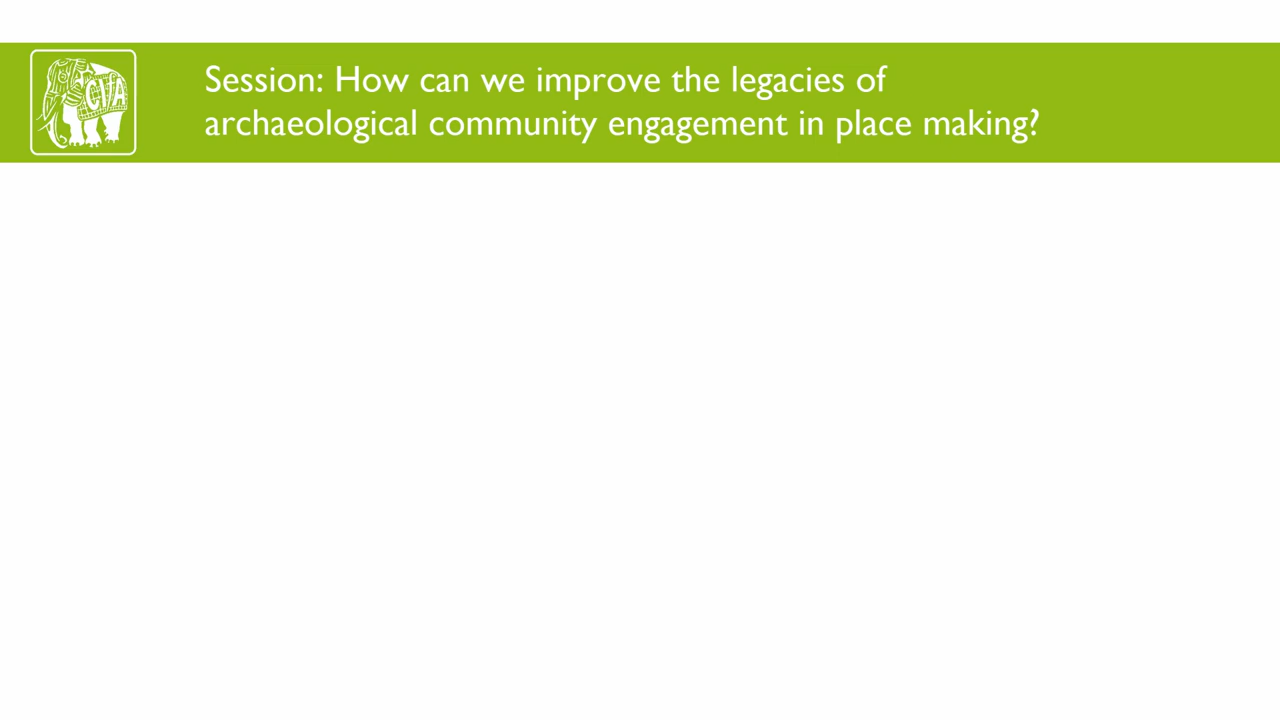 CIfA
Session: How can we improve the legacies of
archaeological community engagement in place making?